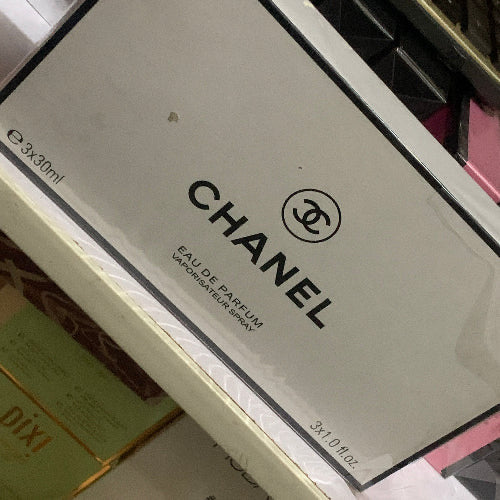 CHANEL
EAU DE PARFUM
VAPORISATEUR SPRAY
℮ 3x30ml
3x1.0 fl.oz.
PIXI